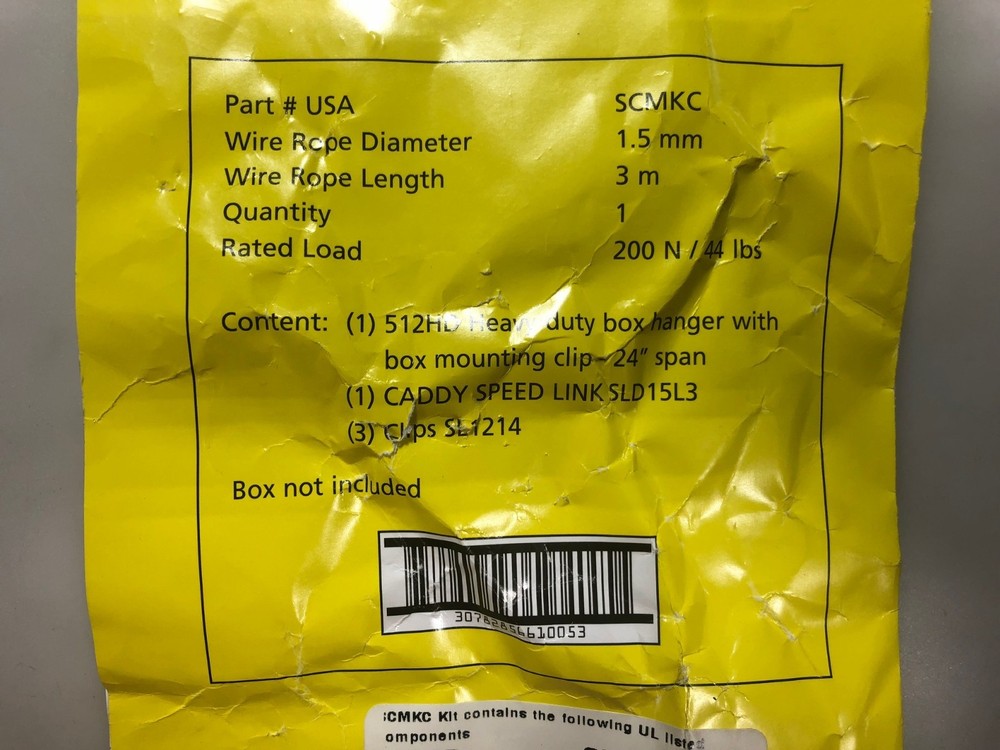 Part # USA SCMKC
Wire Rope Diameter 1.5 mm
Wire Rope Length 3 m
Quantity 1
Rated Load 200 N / 44 lbs
Content: (1) 512HD Heavy duty box hanger with
box mounting clip - 24" span
(1) CADDY SPEED LINK SLD15L3
(3) Clips SL1214
Box not included
30782856610053
SCMKC Kit contains the following UL listed
omponents